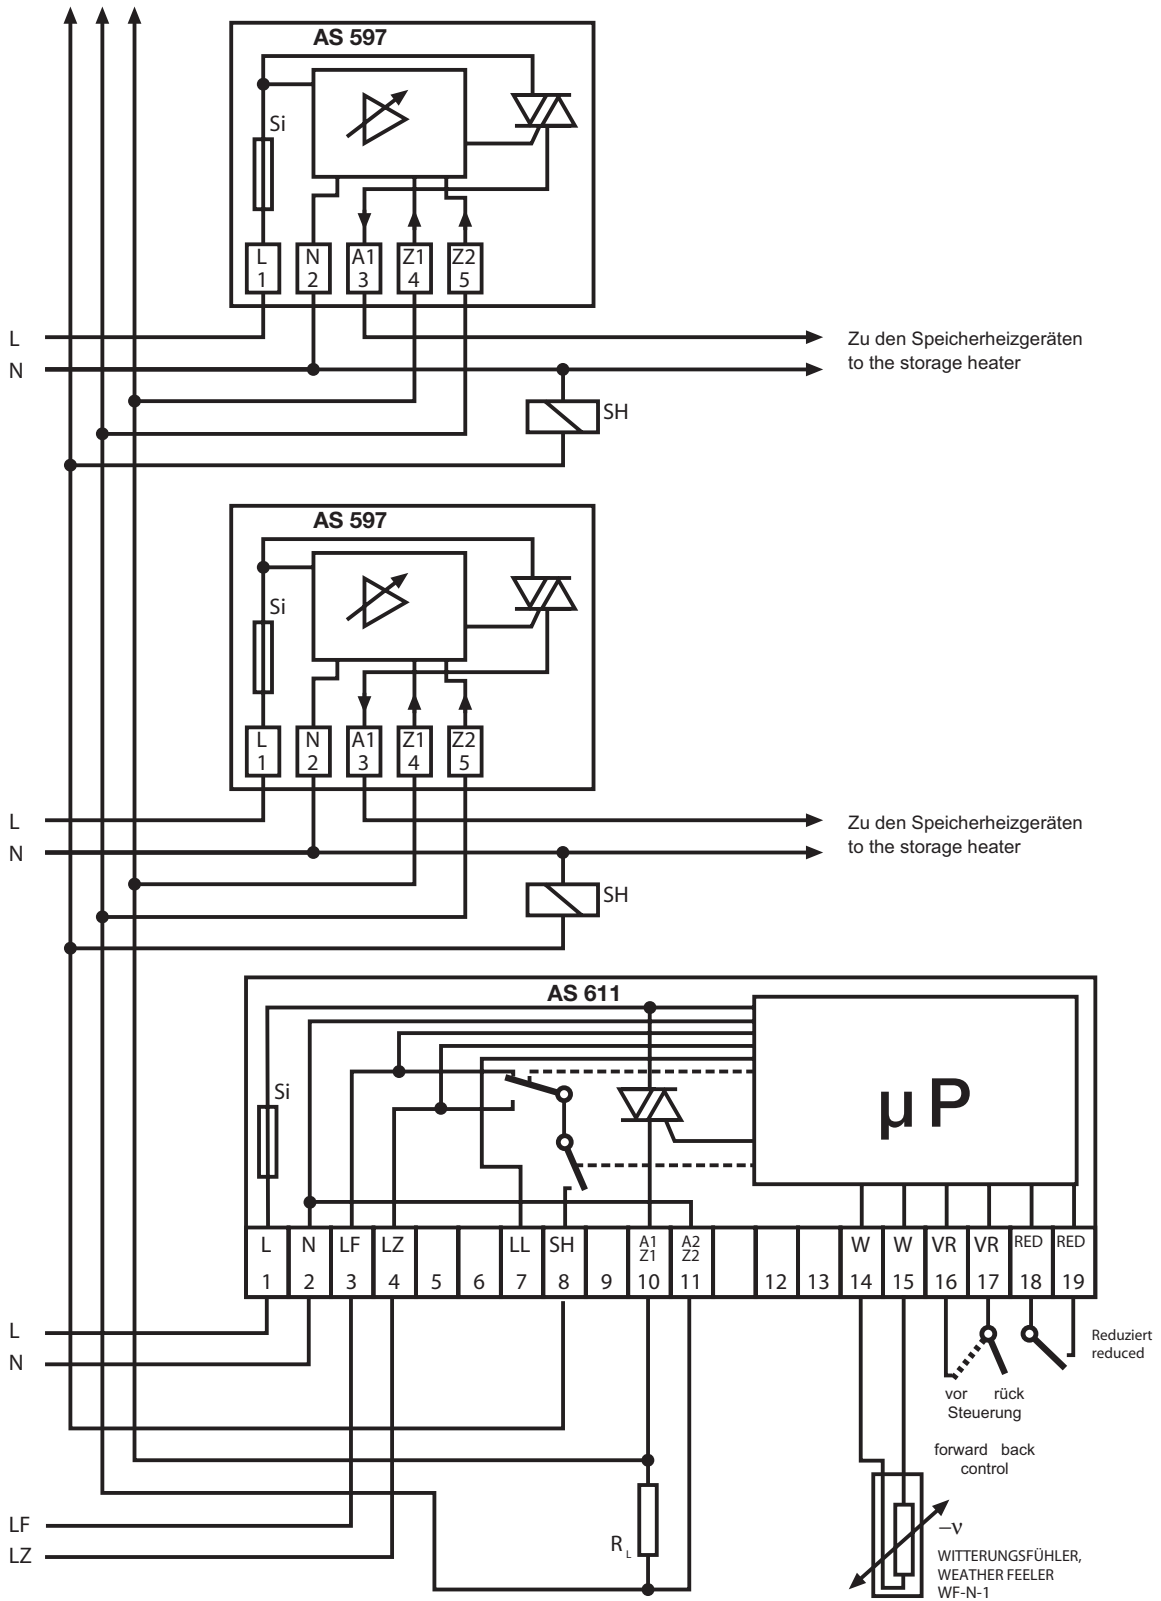 AS 597
Si
L N A1 Z1 Z2
1 2 3 4 5
L
Zu den Speicherheizgeräten
N
to the storage heater
SH
AS 597
Si
L N A1 Z1 Z2
1 2 3 4 5
L
Zu den Speicherheizgeräten
N
to the storage heater
SH
AS 611
Si
µ P
L N LF LZ LL SH A1 Z1 A2 Z2 W W VR VR RED RED
1 2 3 4 5 6 7 8 9 10 11 12 13 14 15 16 17 18 19
L
N
Reduziert
reduced
vor rück
Steuerung
forward back
control
LF
LZ
RL
–ν
WITTERUNGSFÜHLER,
WEATHER FEELER
WF-N-1